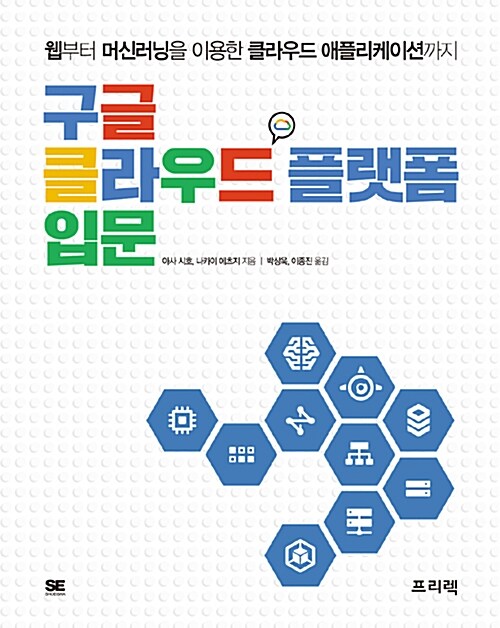 웹부터 머신러닝을 이용한 클라우드 애플리케이션까지
구글
클라우드 플랫폼
입문
아사 시호, 나카이 에츠지 지음 | 박상욱, 이종진 옮김
SE
SHOEISHA
프리렉